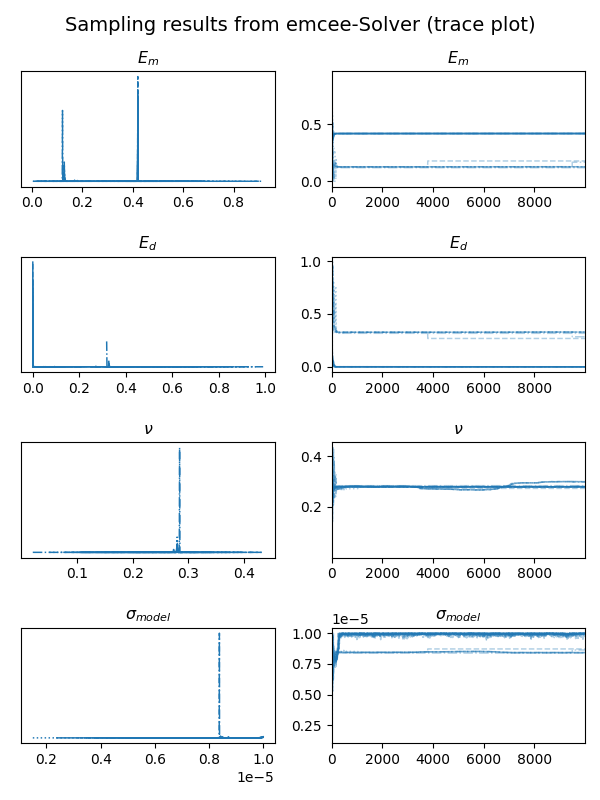 Sampling results from emcee-Solver (trace plot)
E_m E_m
0.5
0.0
0.0 0.2 0.4 0.6 0.8 0 2000 4000 6000 8000
E_d E_d
1.0
0.5
0.0
0.0 0.2 0.4 0.6 0.8 1.0 0 2000 4000 6000 8000
ν ν
0.4
0.2
0.1 0.2 0.3 0.4 0 2000 4000 6000 8000
σ_model 1e−5 σ_model
1.00
0.75
0.50
0.25
0.2 0.4 0.6 0.8 1.0 0 2000 4000 6000 8000
1e−5